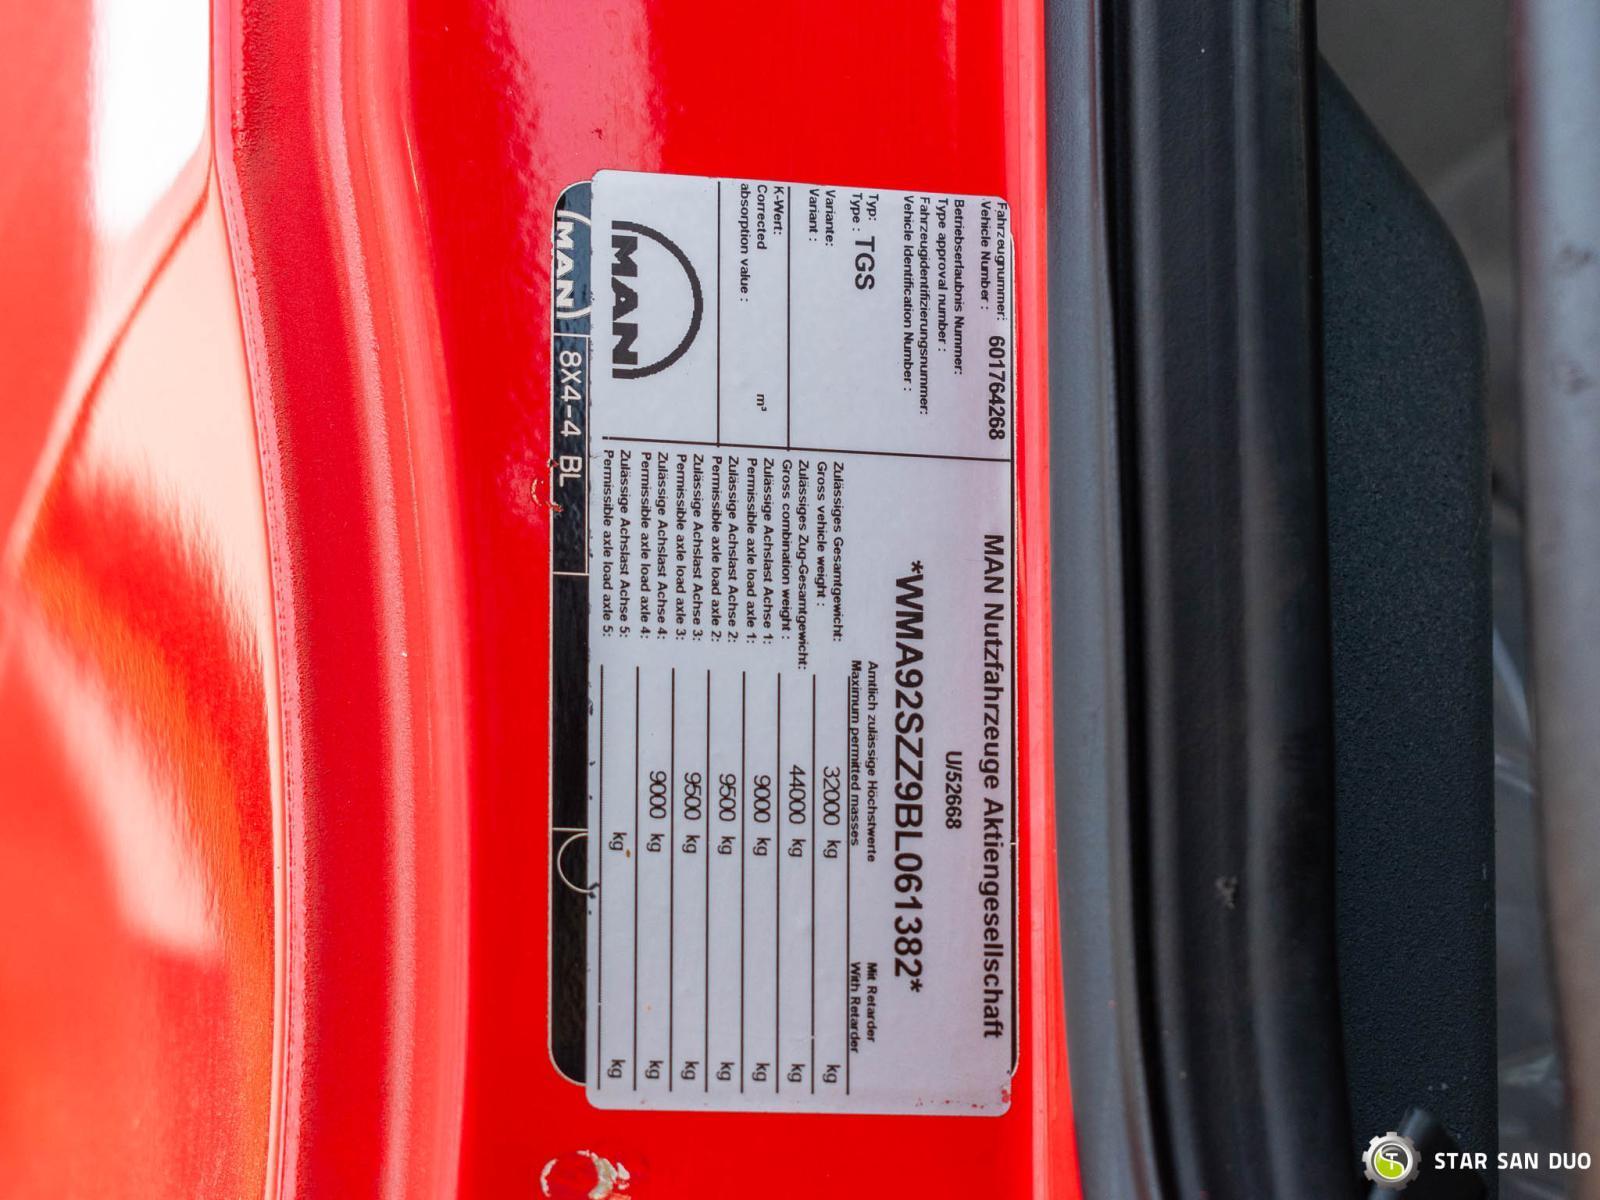 MAN Nutzfahrzeuge Aktiengesellschaft
Fahrzeugnummer:
Vehicle Number :
601764268
Betriebserlaubnis Nummer:
Type approval number :
U/52668
Fahrzeugidentifizierungsnummer:
Vehicle Identification Number :
*WMA92SZZ9BL061382*
Typ:
Type :
TGS
Variante:
Variant :
Amtlich zulässige Höchstwerte
Maximum permitted masses
Mit Retarder
With Retarder
Zulässiges Gesamtgewicht:
Gross vehicle weight :
32000 kg kg
Zulässiges Zug-Gesamtgewicht:
Gross combination weight :
44000 kg kg
K-Wert:
Corrected
absorption value :
m³
Zulässige Achslast Achse 1:
Permissible axle load axle 1:
9000 kg kg
Zulässige Achslast Achse 2:
Permissible axle load axle 2:
9500 kg kg
Zulässige Achslast Achse 3:
Permissible axle load axle 3:
9500 kg kg
Zulässige Achslast Achse 4:
Permissible axle load axle 4:
9000 kg kg
Zulässige Achslast Achse 5:
Permissible axle load axle 5:
kg kg
MAN
MAN 8X4-4 BL
STAR SAN DUO